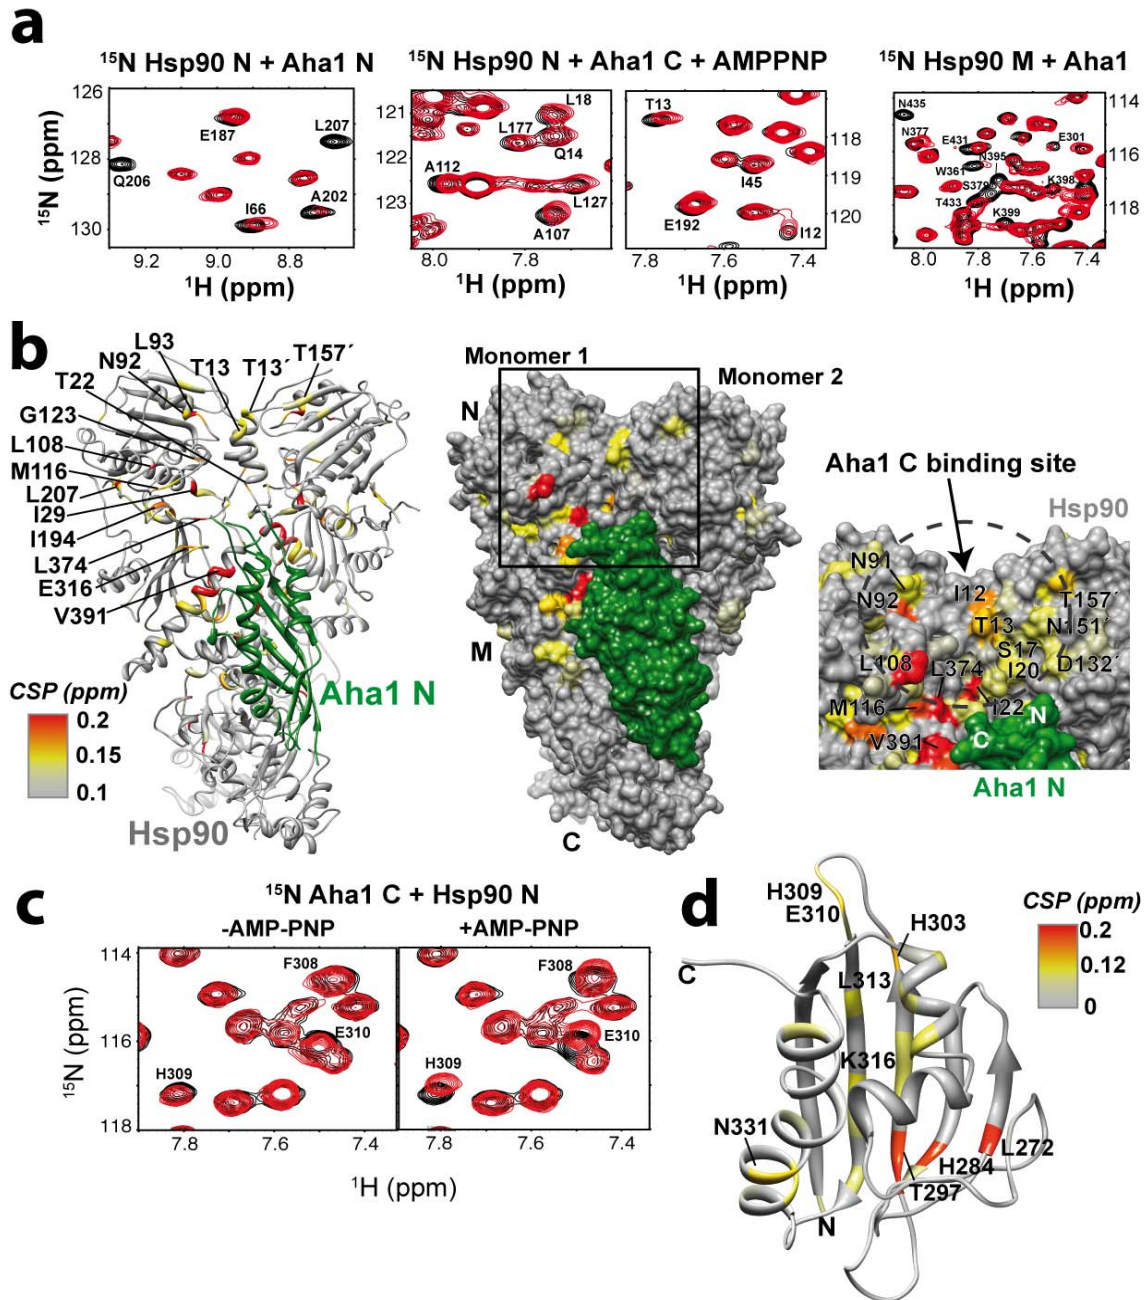 a
¹⁵N Hsp90 N + Aha1 N
¹⁵N Hsp90 N + Aha1 C + AMPPNP
¹⁵N Hsp90 M + Aha1
126
128
130
¹⁵N (ppm)
E187
L207
Q206
A202
I66
9.2
9.0
8.8
¹H (ppm)
121
122
123
L18
L177
Q14
A112
L127
A107
8.0
7.8
¹H (ppm)
T13
I45
E192
I12
118
119
120
7.8
7.6
7.4
¹H (ppm)
N435
N377
E431
N395
E301
W361
S379
K398
T433
K399
114
118
8.0
7.8
7.6
7.4
¹H (ppm)
b
L93
N92
T13
T13´
T157´
T22
G123
L108
M116
L207
I29
I194
L374
E316
V391
CSP (ppm)
0.2
0.15
0.1
Aha1 N
Hsp90
Monomer 1
Monomer 2
N
M
C
Aha1 C binding site
Hsp90
N91
N92
I12
T157´
T13
N151´
S17
L108
L374
I20
D132´
M116
I22
V391
N
C
Aha1 N
c
¹⁵N Aha1 C + Hsp90 N
-AMP-PNP
+AMP-PNP
114
116
118
¹⁵N (ppm)
F308
E310
H309
F308
E310
H309
7.8
7.6
7.4
7.8
7.6
7.4
¹H (ppm)
d
H309
E310
H303
C
L313
K316
N331
L272
H284
T297
N
CSP (ppm)
0.2
0.12
0